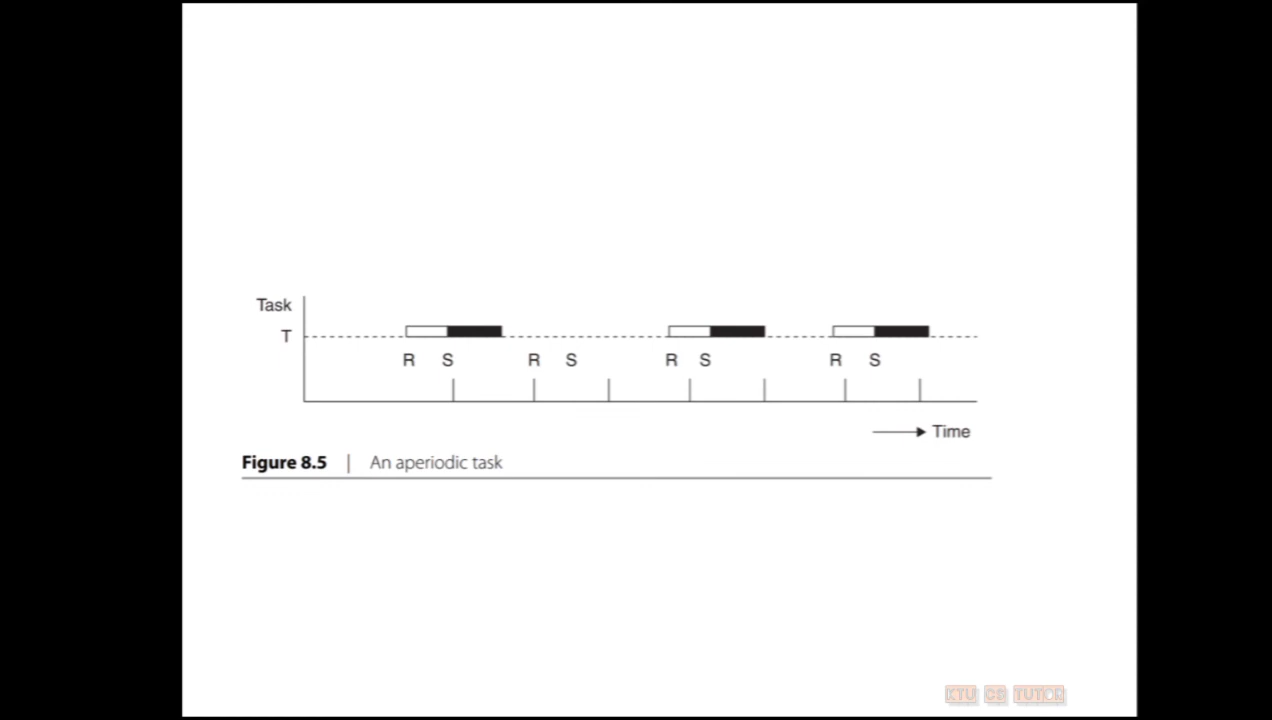 Task
T
R S R S R S R S
Time
Figure 8.5 | An aperiodic task
KTU CS TUTOR